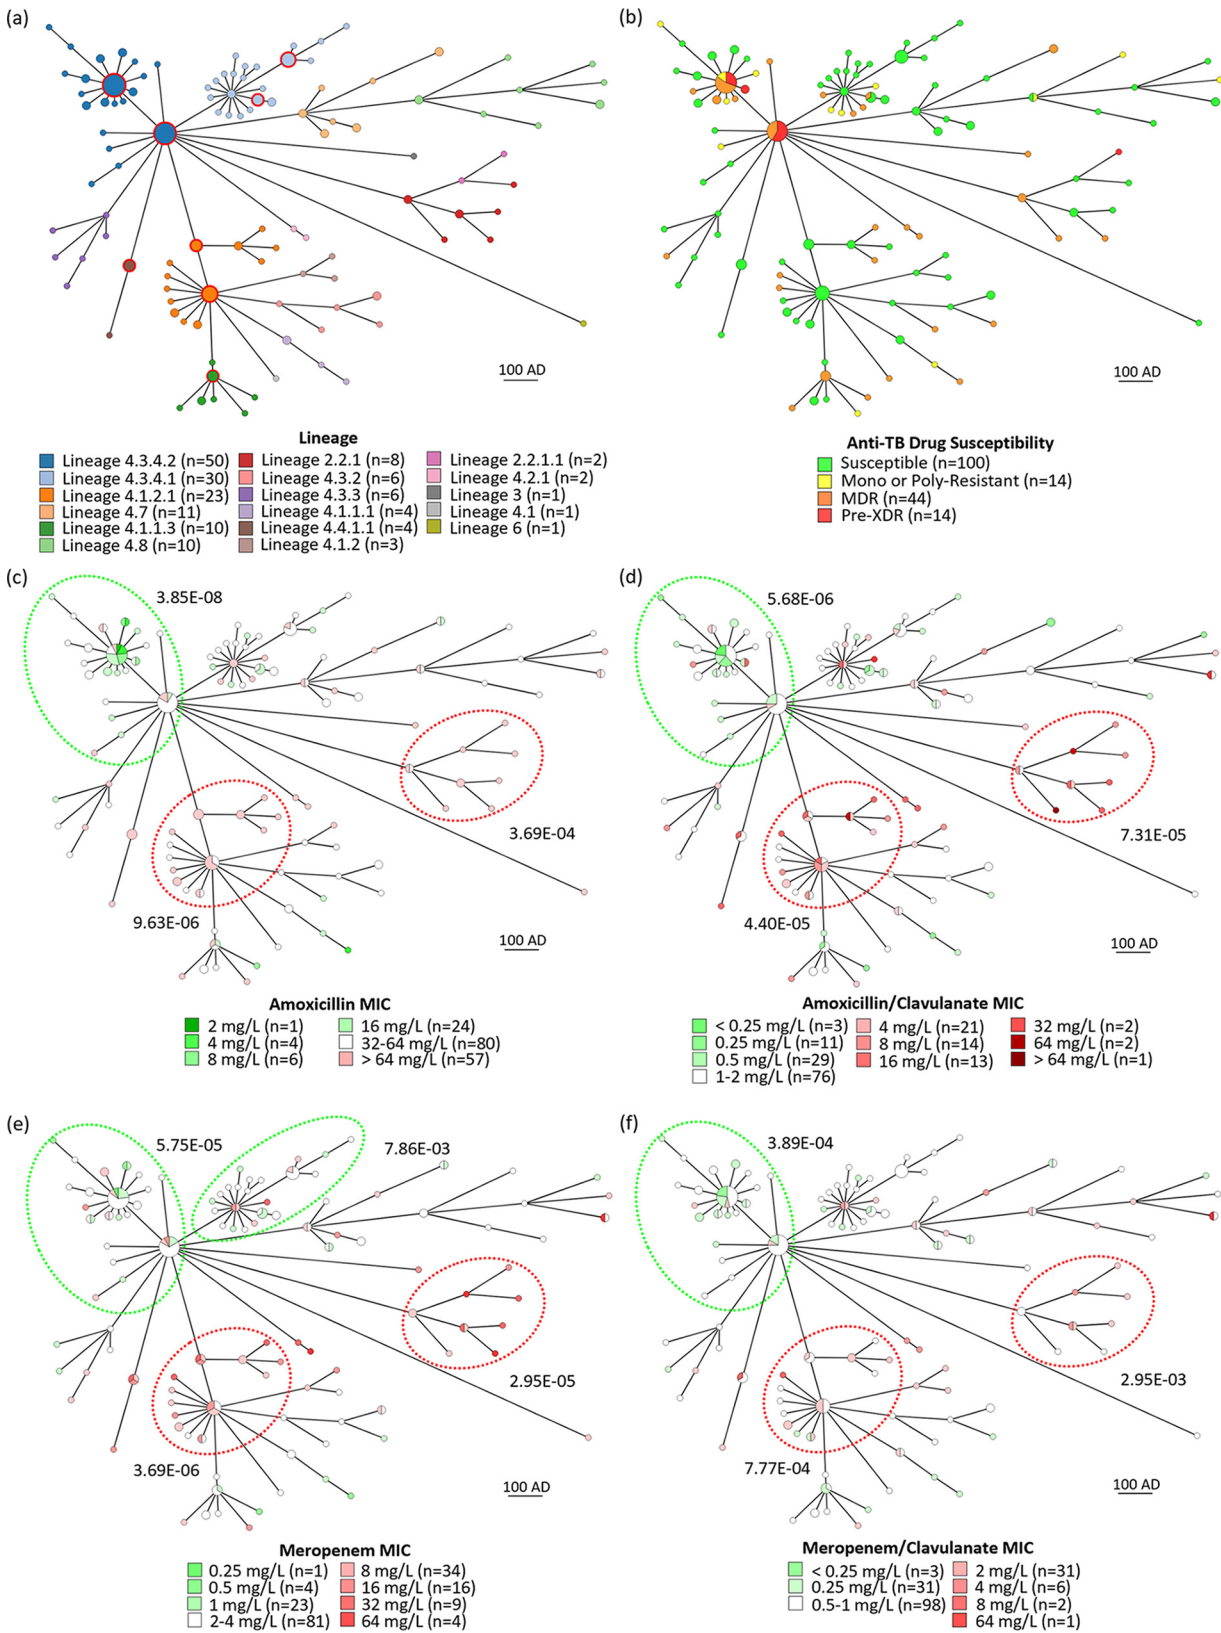 (a)
(b)
100 AD
100 AD
Lineage
Lineage 4.3.4.2 (n=50)
Lineage 4.3.4.1 (n=30)
Lineage 4.1.2.1 (n=23)
Lineage 4.7 (n=11)
Lineage 4.1.1.3 (n=10)
Lineage 4.8 (n=10)
Lineage 2.2.1 (n=8)
Lineage 4.3.2 (n=6)
Lineage 4.3.3 (n=6)
Lineage 4.1.1.1 (n=4)
Lineage 4.4.1.1 (n=4)
Lineage 4.1.2 (n=3)
Lineage 2.2.1.1 (n=2)
Lineage 4.2.1 (n=2)
Lineage 3 (n=1)
Lineage 4.1 (n=1)
Lineage 6 (n=1)
Anti-TB Drug Susceptibility
Susceptible (n=100)
Mono or Poly-Resistant (n=14)
MDR (n=44)
Pre-XDR (n=14)
(c)
3.85E-08
3.69E-04
9.63E-06
100 AD
Amoxicillin MIC
2 mg/L (n=1)
4 mg/L (n=4)
8 mg/L (n=6)
16 mg/L (n=24)
32-64 mg/L (n=80)
> 64 mg/L (n=57)
(d)
5.68E-06
7.31E-05
4.40E-05
100 AD
Amoxicillin/Clavulanate MIC
< 0.25 mg/L (n=3)
0.25 mg/L (n=11)
0.5 mg/L (n=29)
1-2 mg/L (n=76)
4 mg/L (n=21)
8 mg/L (n=14)
16 mg/L (n=13)
32 mg/L (n=2)
64 mg/L (n=2)
> 64 mg/L (n=1)
(e)
5.75E-05
7.86E-03
2.95E-05
3.69E-06
100 AD
Meropenem MIC
0.25 mg/L (n=1)
0.5 mg/L (n=4)
1 mg/L (n=23)
2-4 mg/L (n=81)
8 mg/L (n=34)
16 mg/L (n=16)
32 mg/L (n=9)
64 mg/L (n=4)
(f)
3.89E-04
2.95E-03
7.77E-04
100 AD
Meropenem/Clavulanate MIC
< 0.25 mg/L (n=3)
0.25 mg/L (n=31)
0.5-1 mg/L (n=98)
2 mg/L (n=31)
4 mg/L (n=6)
8 mg/L (n=2)
64 mg/L (n=1)